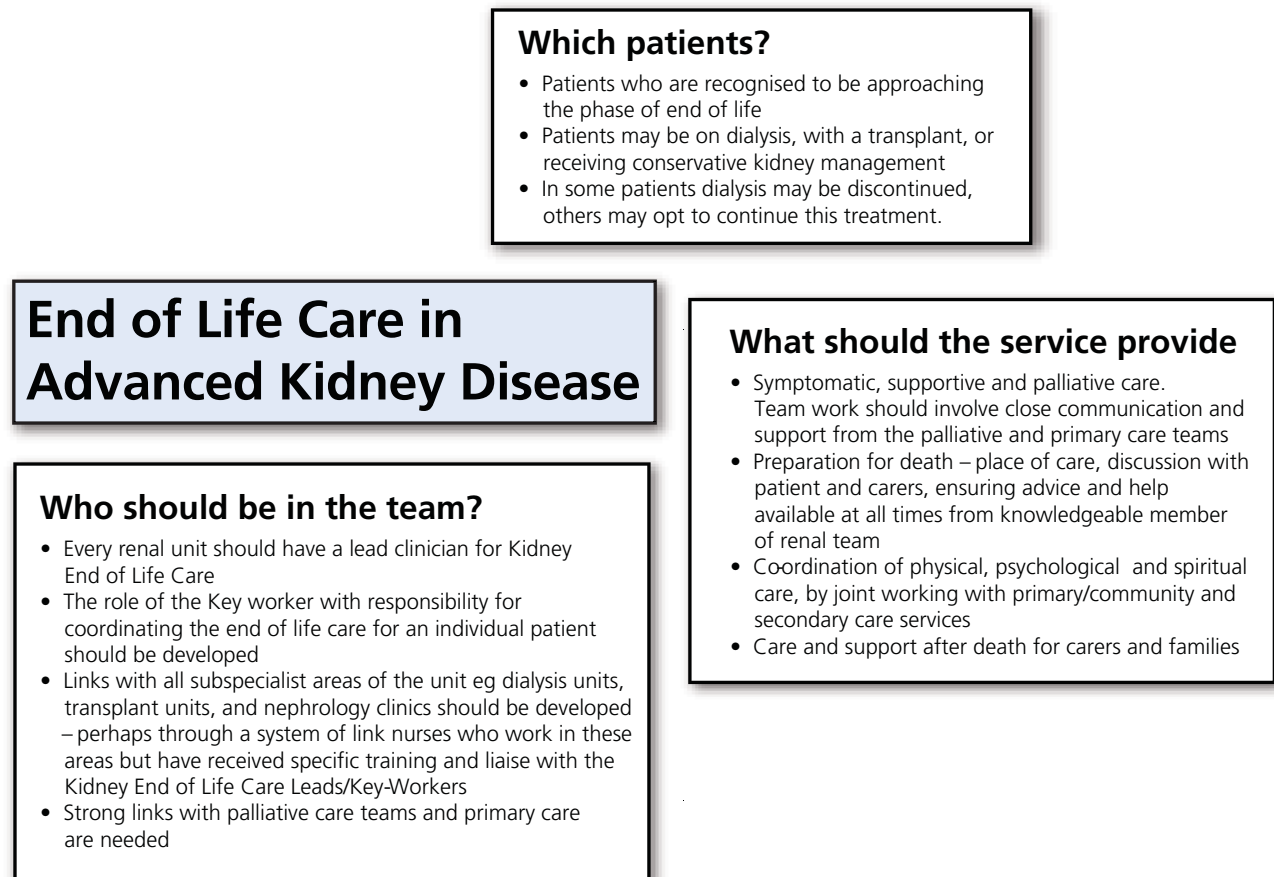 Which patients?
• Patients who are recognised to be approaching
the phase of end of life
• Patients may be on dialysis, with a transplant, or
receiving conservative kidney management
• In some patients dialysis may be discontinued,
others may opt to continue this treatment.
End of Life Care in
Advanced Kidney Disease
What should the service provide
• Symptomatic, supportive and palliative care.
Team work should involve close communication and
support from the palliative and primary care teams
• Preparation for death – place of care, discussion with
patient and carers, ensuring advice and help
available at all times from knowledgeable member
of renal team
• Co-ordination of physical, psychological and spiritual
care, by joint working with primary/community and
secondary care services
• Care and support after death for carers and families
Who should be in the team?
• Every renal unit should have a lead clinician for Kidney
End of Life Care
• The role of the Key worker with responsibility for
coordinating the end of life care for an individual patient
should be developed
• Links with all subspecialist areas of the unit eg dialysis units,
transplant units, and nephrology clinics should be developed
– perhaps through a system of link nurses who work in these
areas but have received specific training and liaise with the
Kidney End of Life Care Leads/Key-Workers
• Strong links with palliative care teams and primary care
are needed